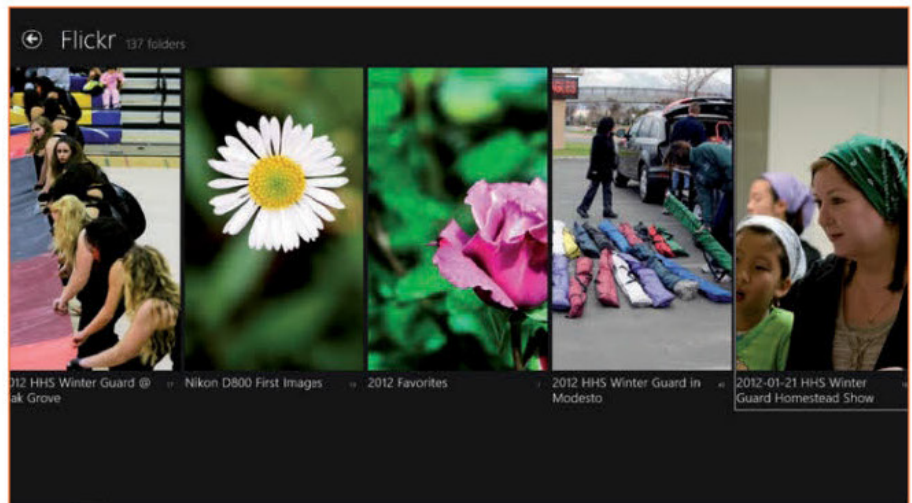 Flickr 137 folders
012 HHS Winter Guard @
ak Grove
Nikon D800 First Images
2012 Favorites
2012 HHS Winter Guard in
Modesto
2012-01-21 HHS Winter
Guard Homestead Show